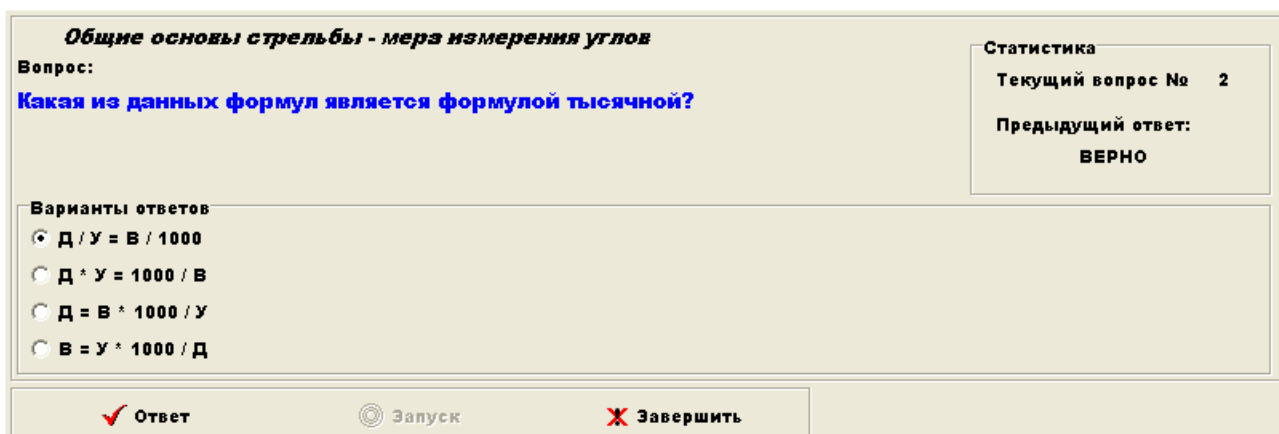 Общие основы стрельбы - мера измерения углов
Вопрос:
Какая из данных формул является формулой тысячной?
Статистика
Текущий вопрос № 2
Предыдущий ответ:
ВЕРНО
Варианты ответов
Д / У = В / 1000
Д * У = 1000 / В
Д = В * 1000 / У
В = У * 1000 / Д
Ответ
Запуск
Завершить